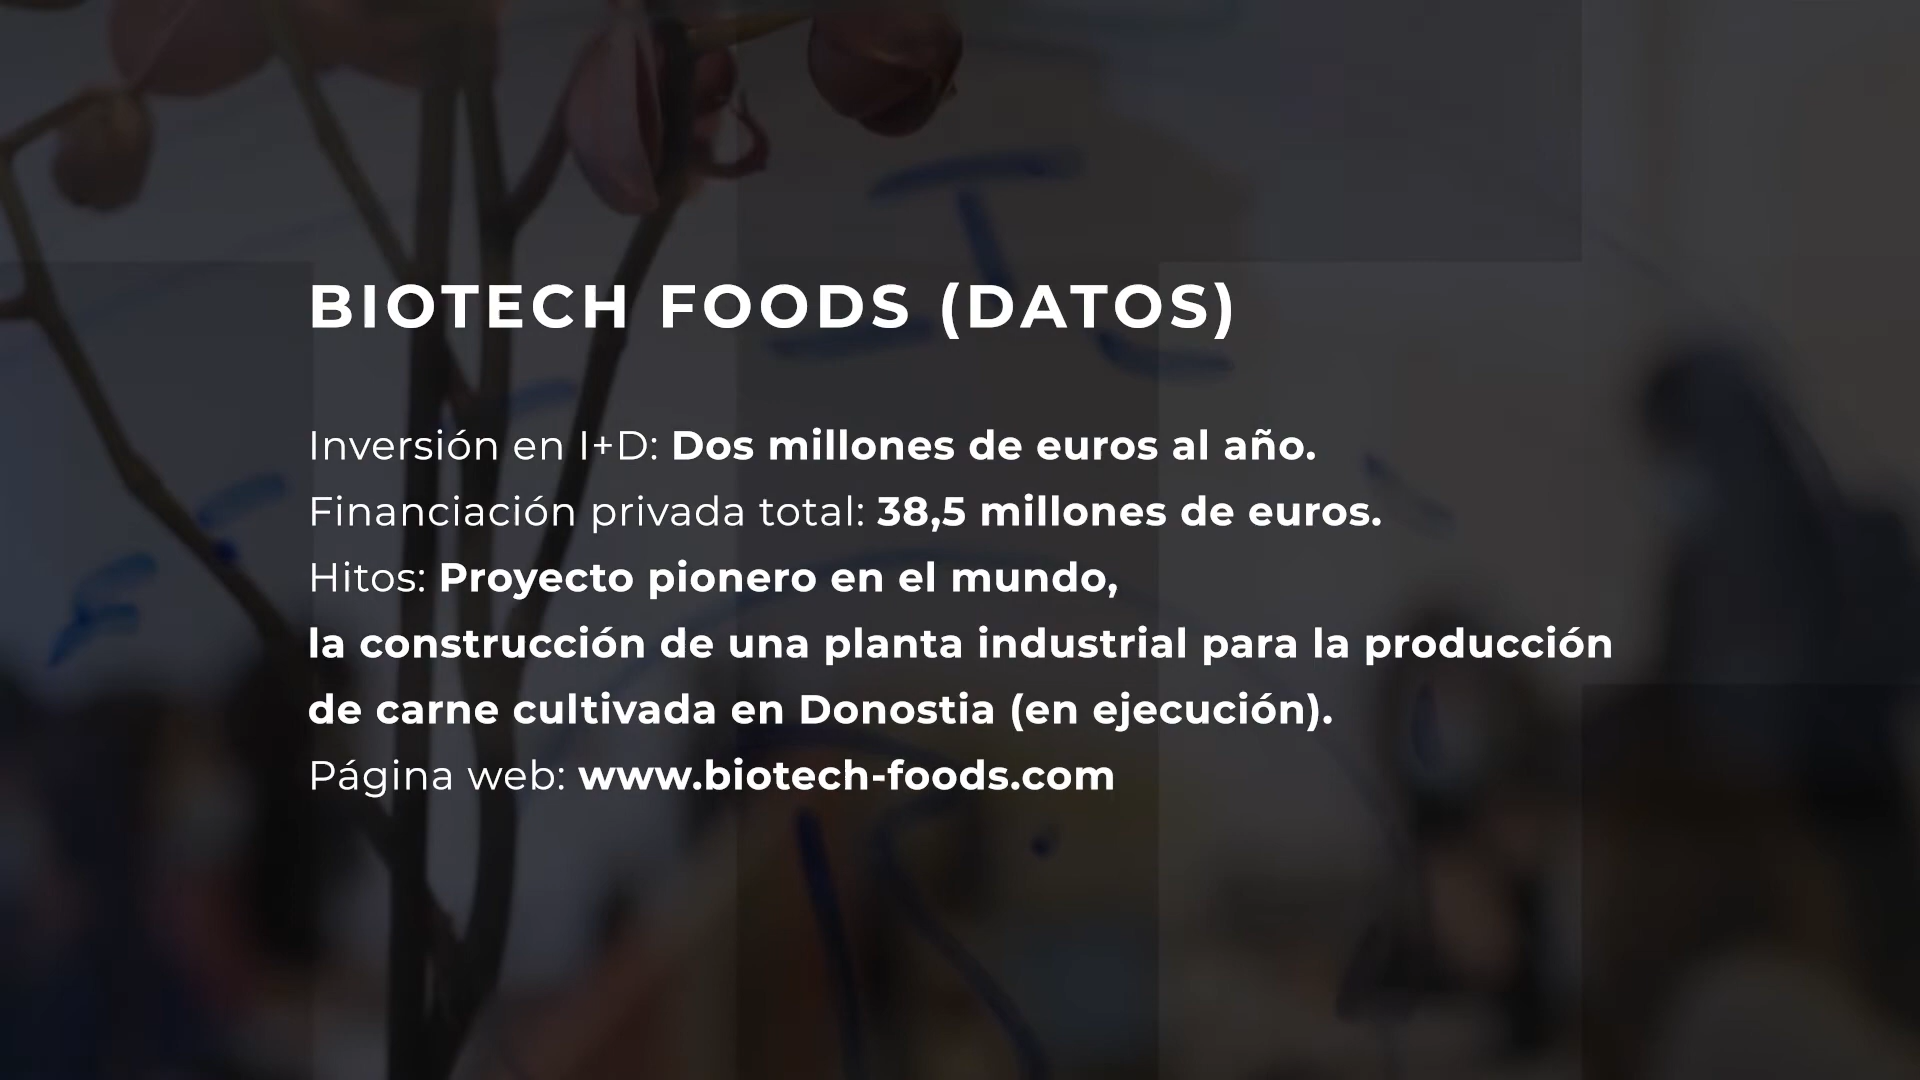 BIOTECH FOODS (DATOS)
Inversión en I+D: Dos millones de euros al año.
Financiación privada total: 38,5 millones de euros.
Hitos: Proyecto pionero en el mundo,
la construcción de una planta industrial para la producción
de carne cultivada en Donostia (en ejecución).
Página web: www.biotech-foods.com